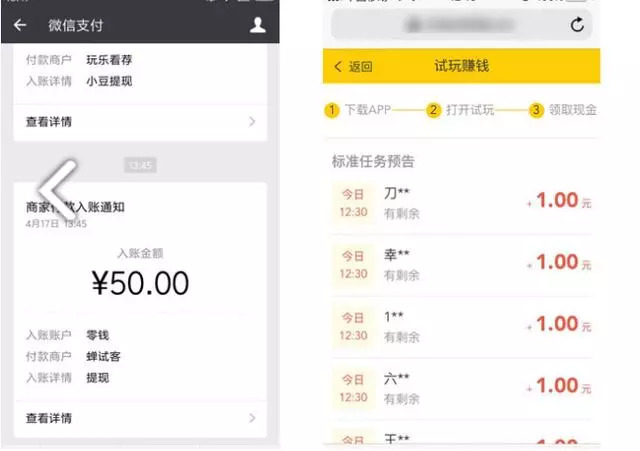 微信支付
付款商户 玩乐看荐
入账详情 小豆提现
查看详情
13:45
商家付款入账通知
4月17日 13:45
入账金额
¥50.00
入账账户 零钱
付款商户 蝉试客
入账详情 提现
查看详情
返回 试玩赚钱
1 下载APP 2 打开试玩 3 领取现金
标准任务预告
今日 刀**
12:30 有剩余 +1.00元
今日 幸**
12:30 有剩余 +1.00元
今日 1**
12:30 有剩余 +1.00元
今日 六**
12:30 有剩余 +1.00元
今日 王**